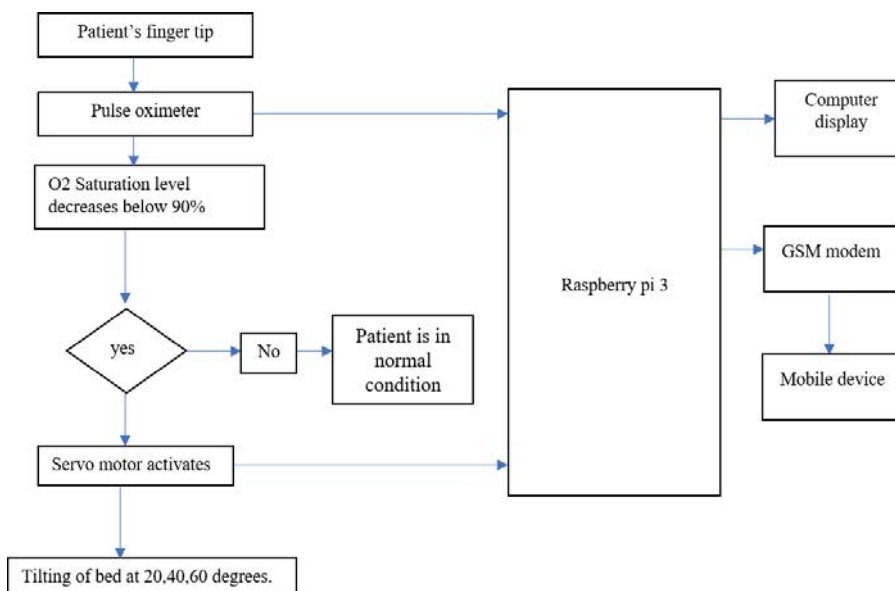 Patient's finger tip
Pulse oximeter
O2 Saturation level
decreases below 90%
yes
No
Patient is in
normal
condition
Servo motor activates
Tilting of bed at 20,40,60 degrees.
Raspberry pi 3
Computer
display
GSM modem
Mobile device